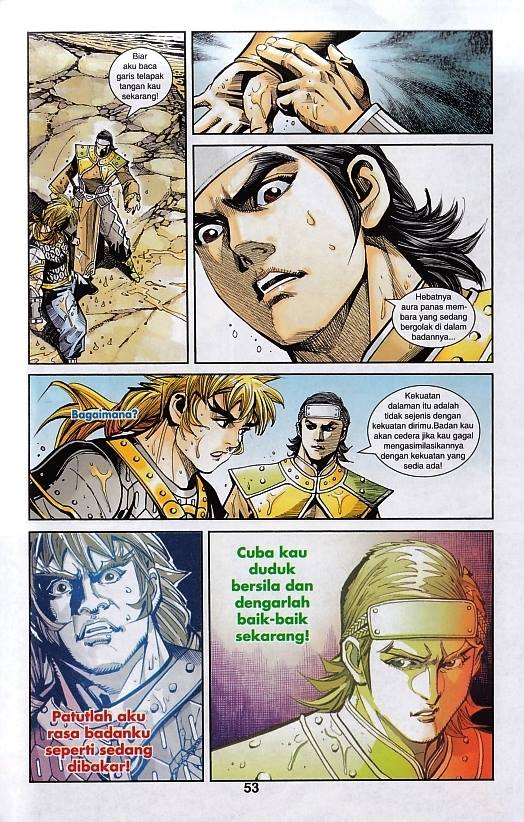 Biar
aku baca
garis telapak
tangan kau
sekarang!
Hebatnya
aura panas mem-
bara yang sedang
bergolak di dalam
badannya...
Bagaimana?
Kekuatan
dalaman itu adalah
tidak sejenis dengan
kekuatan dirimu.Badan kau
akan cedera jika kau gagal
mengasimilasikannya
dengan kekuatan yang
sedia ada!
Patutlah aku
rasa badanku
seperti sedang
dibakar!
Cuba kau
duduk
bersila dan
dengarlah
baik-baik
sekarang!
53